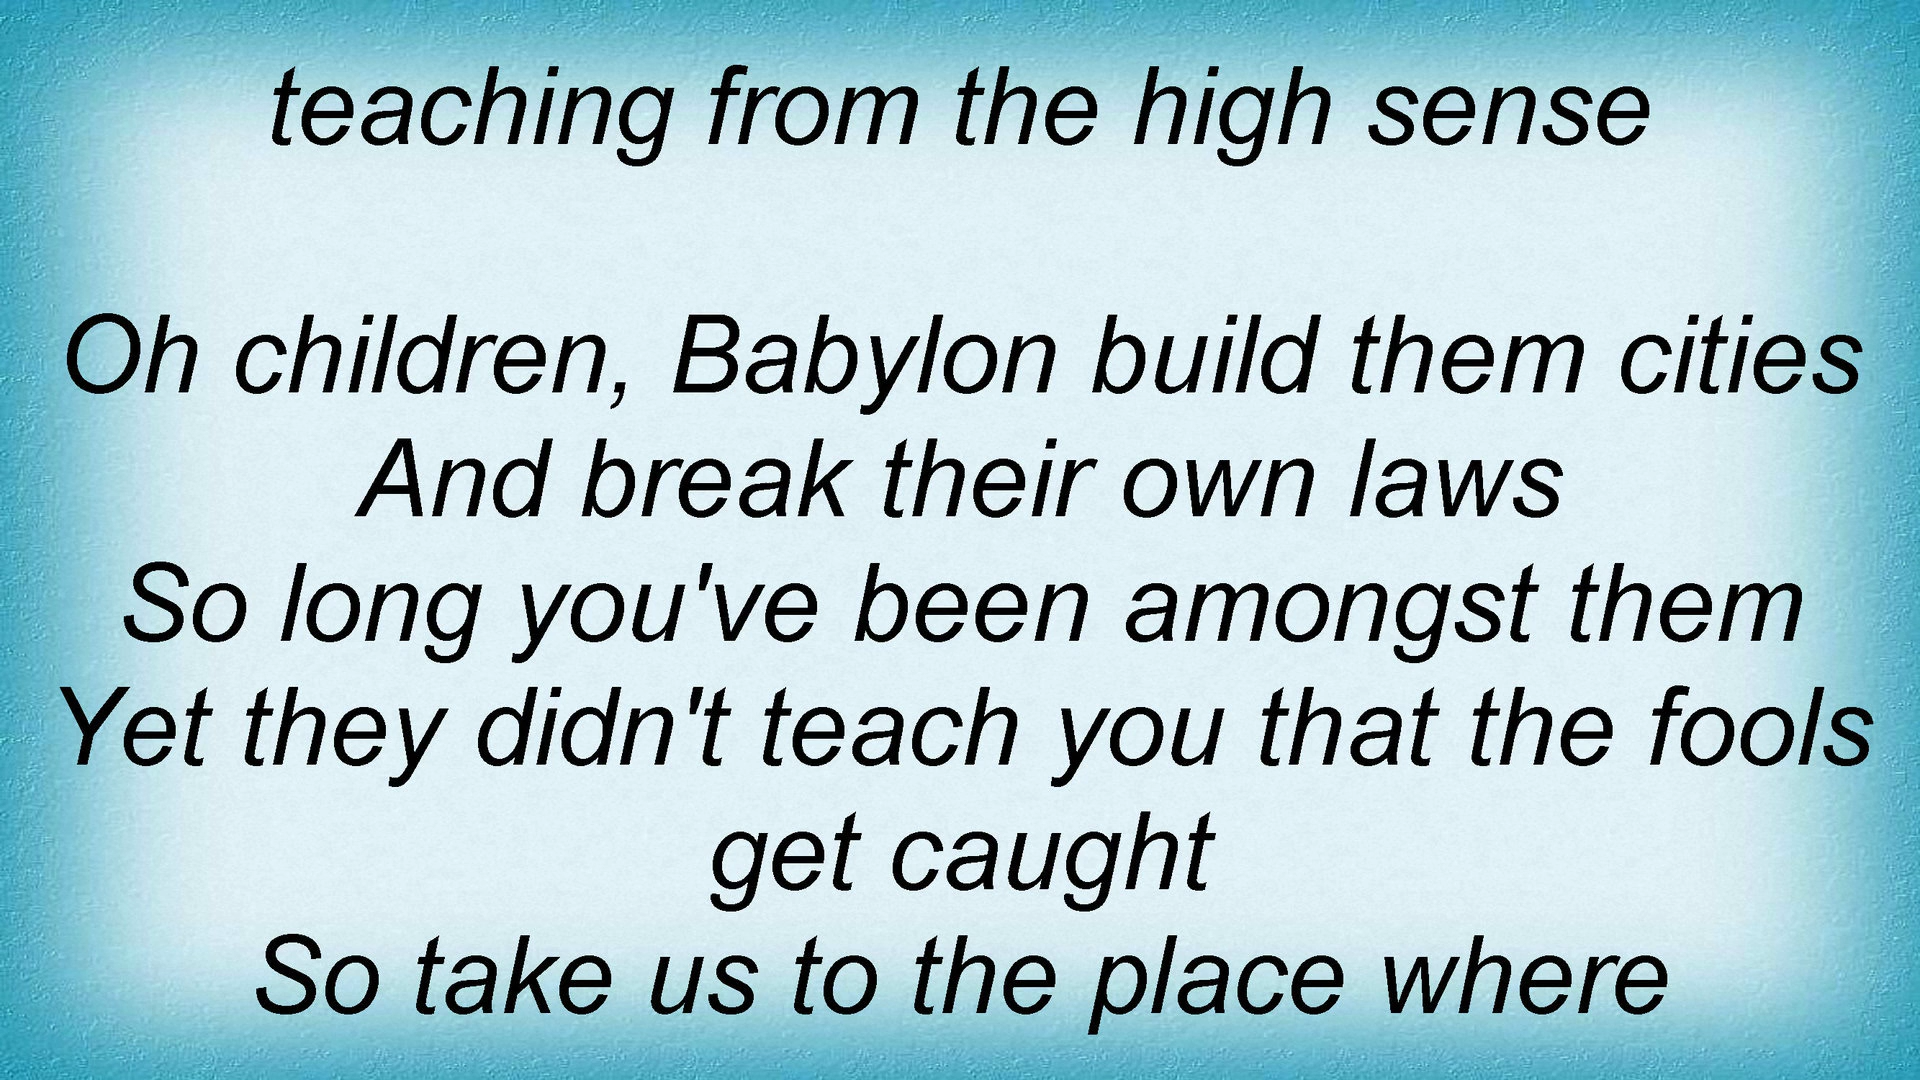 teaching from the high sense
Oh children, Babylon build them cities
And break their own laws
So long you've been amongst them
Yet they didn't teach you that the fools
get caught
So take us to the place where